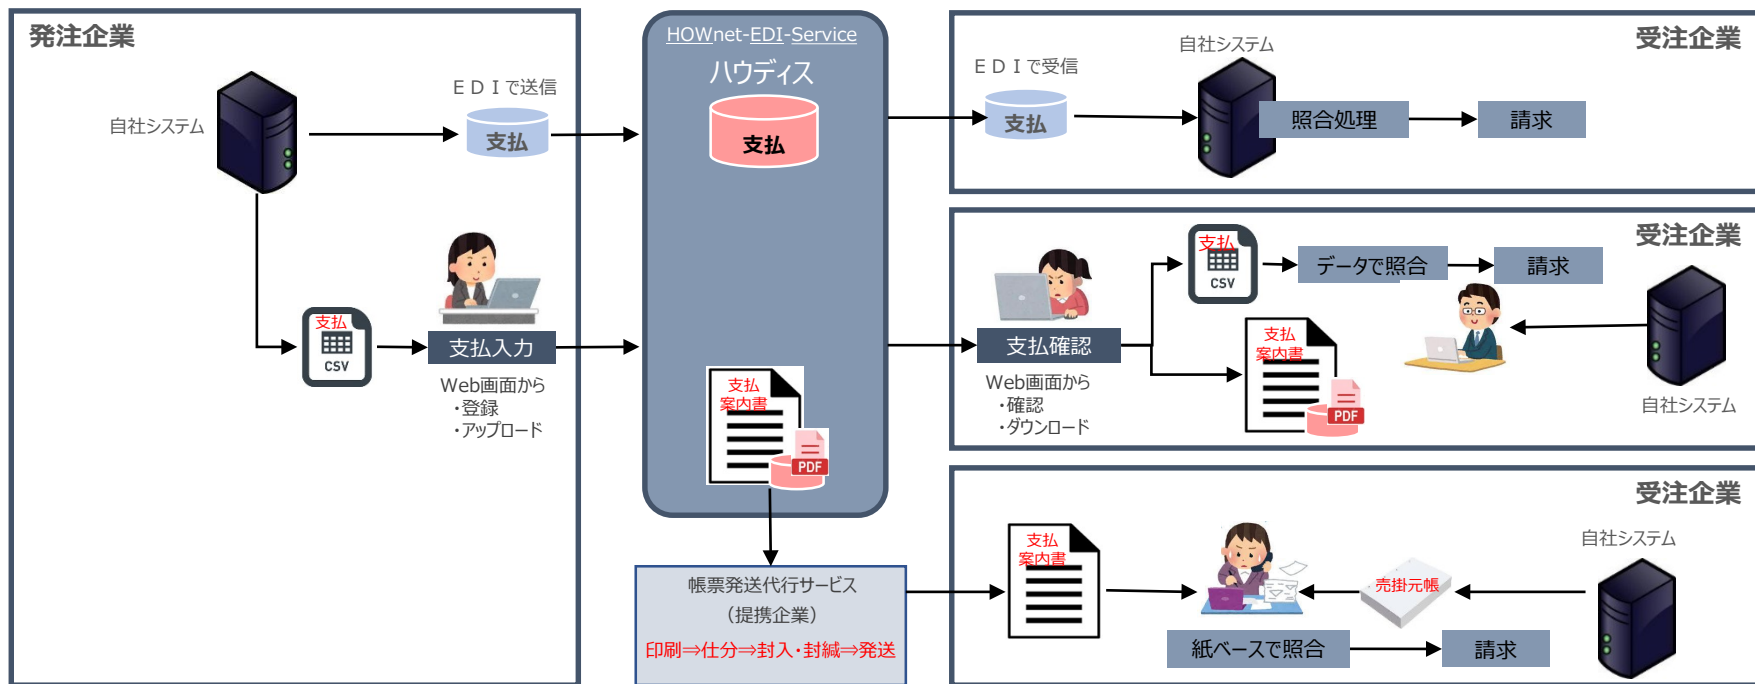 発注企業
自社システム
ＥＤＩで送信
支払
支払
CSV
支払入力
Web画面から
・登録
・アップロード
HOWnet-EDI-Service
ハウディス
支払
支払
案内書
PDF
帳票発送代行サービス
（提携企業）
印刷⇒仕分⇒封入・封緘⇒発送
受注企業
ＥＤＩで受信
支払
自社システム
照合処理
請求
受注企業
支払確認
Web画面から
・確認
・ダウンロード
支払
CSV
データで照合
請求
支払
案内書
PDF
自社システム
受注企業
支払
案内書
売掛元帳
自社システム
紙ベースで照合
請求